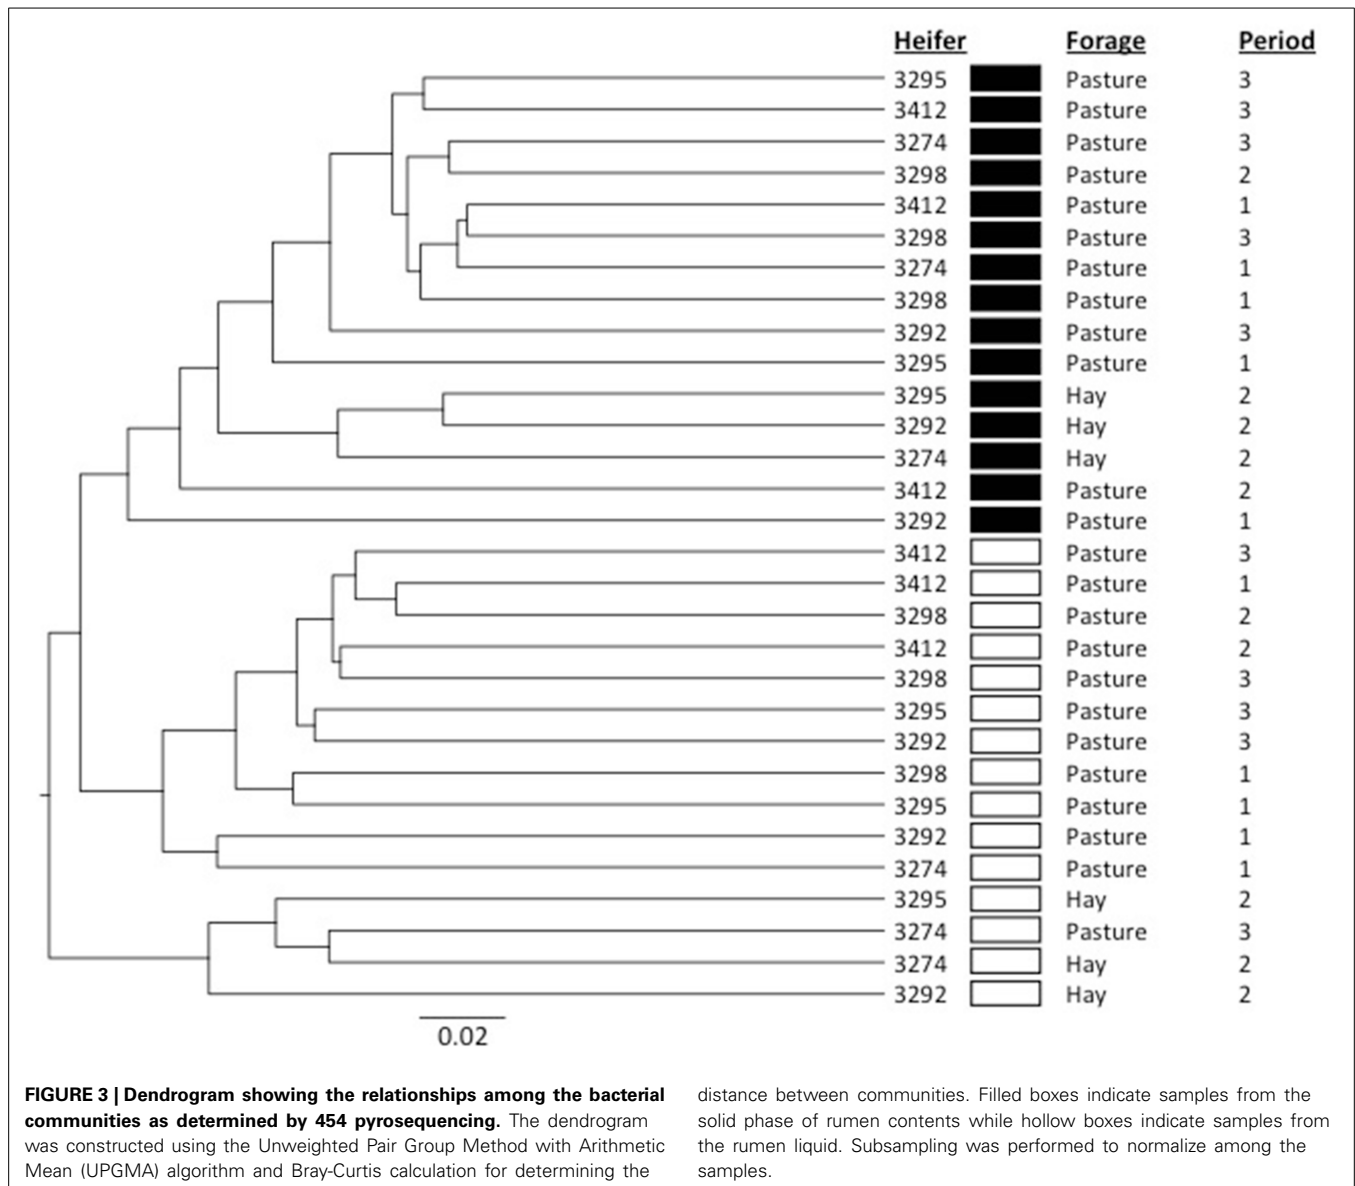 Heifer Forage Period
3295 Pasture 3
3412 Pasture 3
3274 Pasture 3
3298 Pasture 2
3412 Pasture 1
3298 Pasture 3
3274 Pasture 1
3298 Pasture 1
3292 Pasture 3
3295 Pasture 1
3295 Hay 2
3292 Hay 2
3274 Hay 2
3412 Pasture 2
3292 Pasture 1
3412 Pasture 3
3412 Pasture 1
3298 Pasture 2
3412 Pasture 2
3298 Pasture 3
3295 Pasture 3
3292 Pasture 3
3298 Pasture 1
3295 Pasture 1
3292 Pasture 1
3274 Pasture 1
3295 Hay 2
3274 Pasture 3
3274 Hay 2
3292 Hay 2
0.02
FIGURE 3 | Dendrogram showing the relationships among the bacterial
communities as determined by 454 pyrosequencing. The dendrogram
was constructed using the Unweighted Pair Group Method with Arithmetic
Mean (UPGMA) algorithm and Bray-Curtis calculation for determining the
distance between communities. Filled boxes indicate samples from the
solid phase of rumen contents while hollow boxes indicate samples from
the rumen liquid. Subsampling was performed to normalize among the
samples.